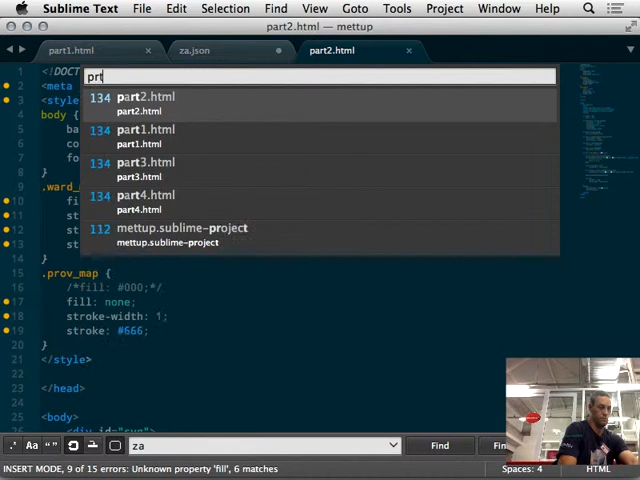 Sublime Text File Edit Selection Find View Goto Tools Project Window Help
part2.html — mettup
part1.html × za.json part2.html ×
prt
134 part2.html
part2.html
134 part1.html
part1.html
134 part3.html
part3.html
134 part4.html
part4.html
112 mettup.sublime-project
mettup.sublime-project
1 <!DOCT
2 <meta
3 <style
4 body {
5 ba
6 co
7 fo
8 }
9 .ward_
10 fi
11 st
12 st
13 st
14 }
15 .prov_map {
16 /*fill: #000;*/
17 fill: none;
18 stroke-width: 1;
19 stroke: #666;
20 }
21 </style>
22
23 </head>
24
25 <body>
26 <div id="svg">
.* Aa “” za Find Fin
INSERT MODE, 9 of 15 errors: Unknown property 'fill', 6 matches Spaces: 4 HTML